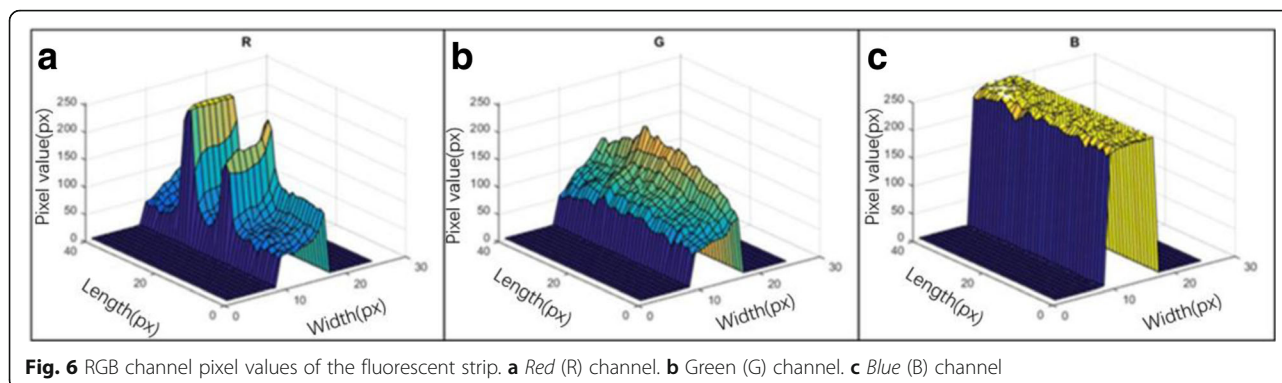 a
R
Pixel value(px)
250
200
150
100
50
0
40
20
0
0
10
20
30
Length(px)
Width(px)
b
G
Pixel value(px)
250
200
150
100
50
0
40
20
0
0
10
20
30
Length(px)
Width(px)
c
B
Pixel value(px)
250
200
150
100
50
0
40
20
0
0
10
20
30
Length(px)
Width(px)
Fig. 6 RGB channel pixel values of the fluorescent strip. a Red (R) channel. b Green (G) channel. c Blue (B) channel